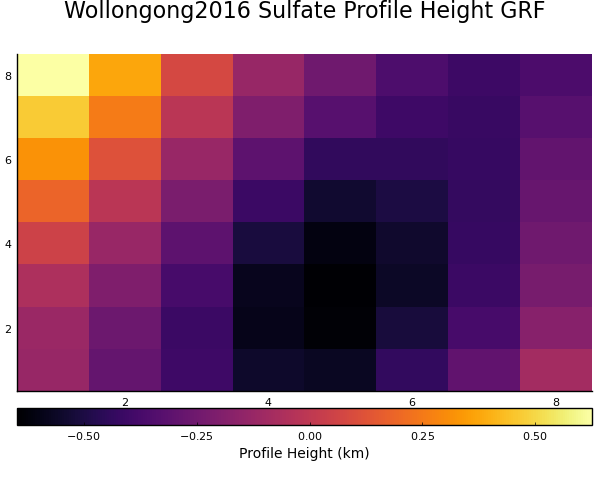 Wollongong2016 Sulfate Profile Height GRF
8
6
4
2
2 4 6 8
−0.50 −0.25 0.00 0.25 0.50
Profile Height (km)